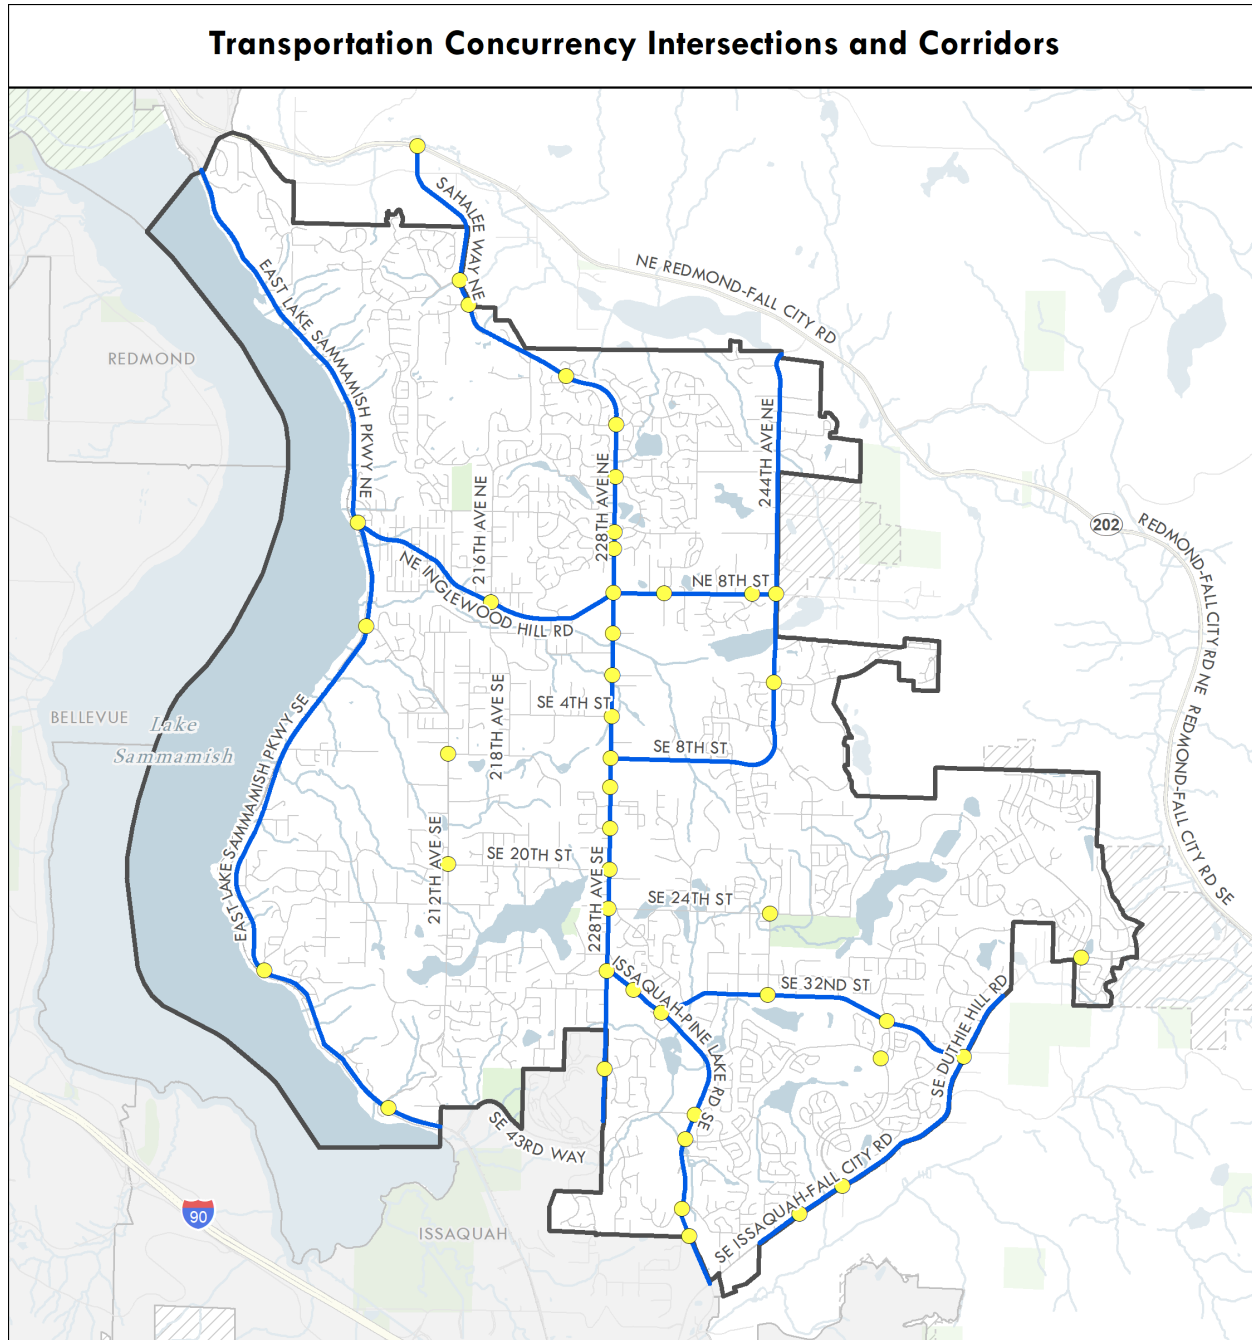 Transportation Concurrency Intersections and Corridors
SAHALEE WAY NE
NE REDMOND-FALL CITY RD
EAST LAKE SAMMAMISH PKWY NE
REDMOND
244TH AVE NE
228TH AVE NE
216TH AVE NE
202
REDMOND-FALL CITY RD NE
NE 8TH ST
NE INGLEWOOD HILL RD
218TH AVE SE
SE 4TH ST
BELLEVUE
Lake
Sammamish
SE 8TH ST
EAST LAKE SAMMAMISH PKWY SE
REDMOND-FALL CITY RD SE
212TH AVE SE
SE 20TH ST
228TH AVE SE
SE 24TH ST
ISSAQUAH-PINE LAKE RD SE
SE 32ND ST
SE DUTHIE HILL RD
SE 43RD WAY
SE ISSAQUAH-FALL CITY RD
90
ISSAQUAH